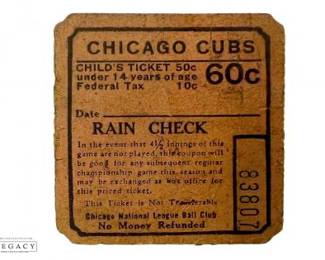 CHICAGO CUBS
CHILD'S TICKET 50c
under 14 years of age
Federal Tax 10c
60c
Date
RAIN CHECK
In the event that 4½ innings of this
game are not played, this coupon will
be good for any subsequent regular
championship game this season and
may be exchanged at box office for
this priced ticket.
This Ticket Is Not Transferable
Chicago National League Ball Club
No Money Refunded
83807
LEGACY